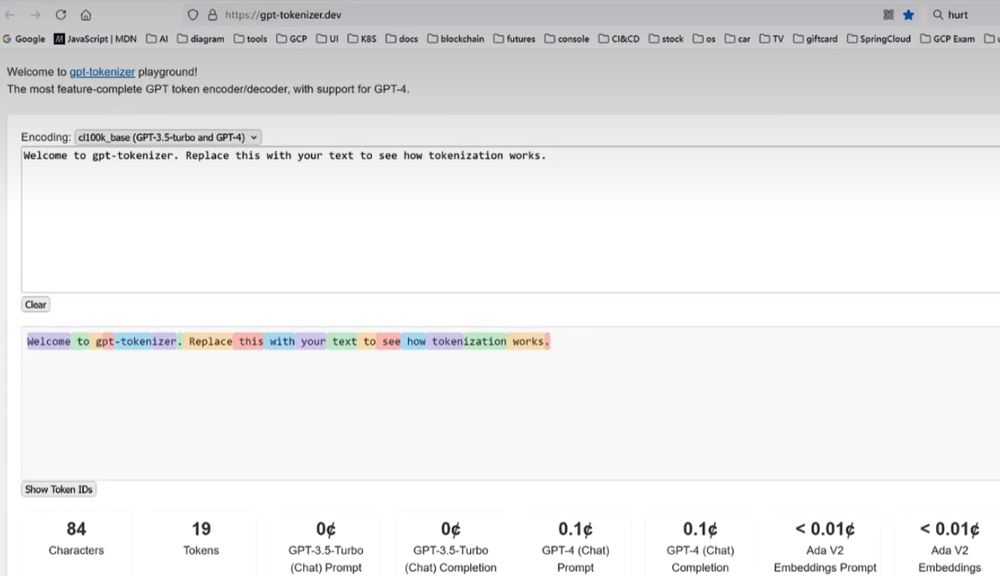 https://gpt-tokenizer.dev
hurt
Google JavaScript | MDN AI diagram tools GCP UI K8S docs blockchain futures console CI&CD stock os car TV giftcard SpringCloud GCP Exam
Welcome to gpt-tokenizer playground!
The most feature-complete GPT token encoder/decoder, with support for GPT-4.
Encoding: cl100k_base (GPT-3.5-turbo and GPT-4)
Welcome to gpt-tokenizer. Replace this with your text to see how tokenization works.
Clear
Welcome to gpt-tokenizer. Replace this with your text to see how tokenization works.
Show Token IDs
84 19 0¢ 0¢ 0.1¢ 0.1¢ < 0.01¢ < 0.01¢
Characters Tokens GPT-3.5-Turbo GPT-3.5-Turbo GPT-4 (Chat) GPT-4 (Chat) Ada V2 Ada V2
(Chat) Prompt (Chat) Completion Prompt Completion Embeddings Prompt Embeddings